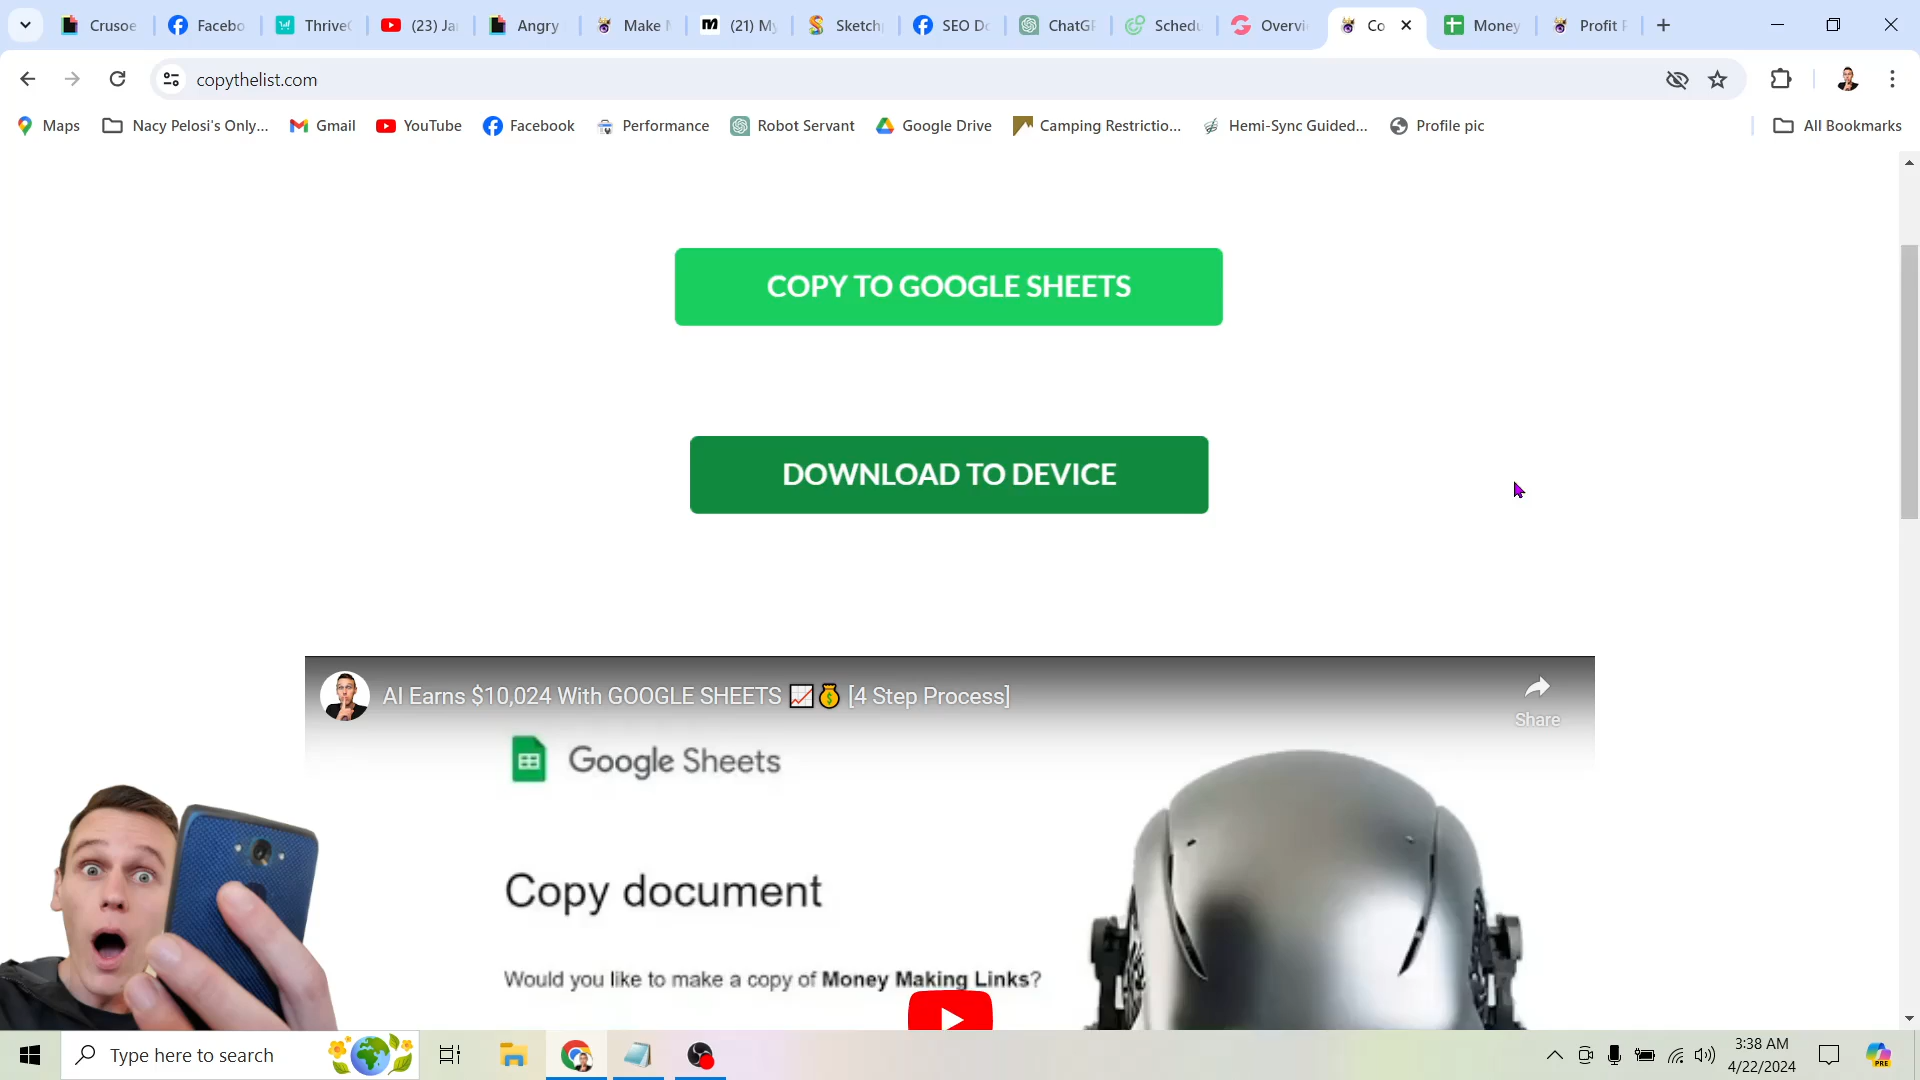 Crusoe
Facebo
Thrive
(23) Ja
Angry
Make
(21) My
Sketch
SEO Do
ChatGP
Schedu
Overvi
Co
Money
Profit
copythelist.com
Maps
Nacy Pelosi's Only...
Gmail
YouTube
Facebook
Performance
Robot Servant
Google Drive
Camping Restrictio...
Hemi-Sync Guided...
Profile pic
All Bookmarks
COPY TO GOOGLE SHEETS
DOWNLOAD TO DEVICE
AI Earns $10,024 With GOOGLE SHEETS 📈💰 [4 Step Process]
Share
Google Sheets
Copy document
Would you like to make a copy of Money Making Links?
Type here to search
3:38 AM
4/22/2024
PRE